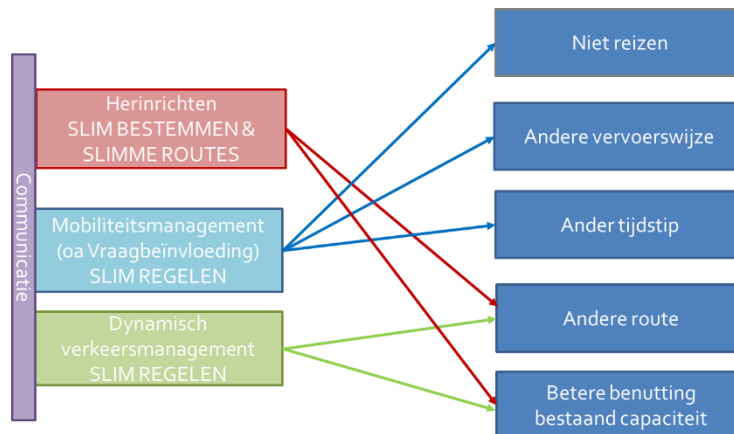 Communicatie
Herinrichten
SLIM BESTEMMEN &
SLIMME ROUTES
Mobiliteitsmanagement
(oa Vraagbeïnvloeding)
SLIM REGELEN
Dynamisch
verkeersmanagement
SLIM REGELEN
Niet reizen
Andere vervoerswijze
Ander tijdstip
Andere route
Betere benutting
bestaand capaciteit